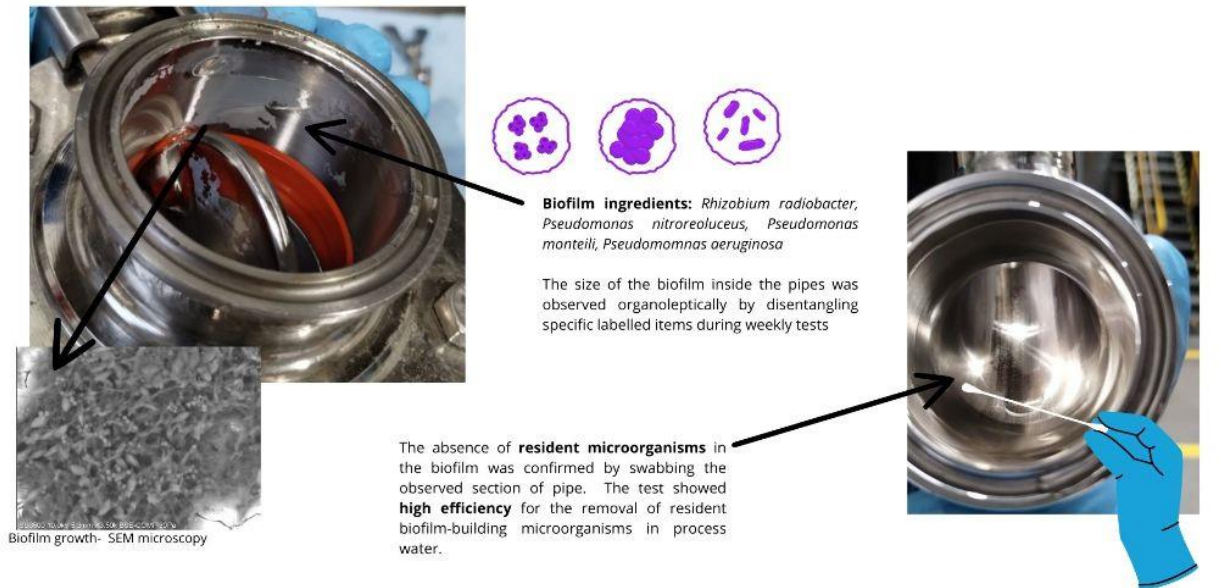 Biofilm ingredients: Rhizobium radiobacter,
Pseudomonas nitroreoluceus, Pseudomonas
monteili, Pseudomomnas aeruginosa
The size of the biofilm inside the pipes was
observed organoleptically by disentangling
specific labelled items during weekly tests
The absence of resident microorganisms in
the biofilm was confirmed by swabbing the
observed section of pipe. The test showed
high efficiency for the removal of resident
biofilm-building microorganisms in process
water.
Biofilm growth- SEM microscopy